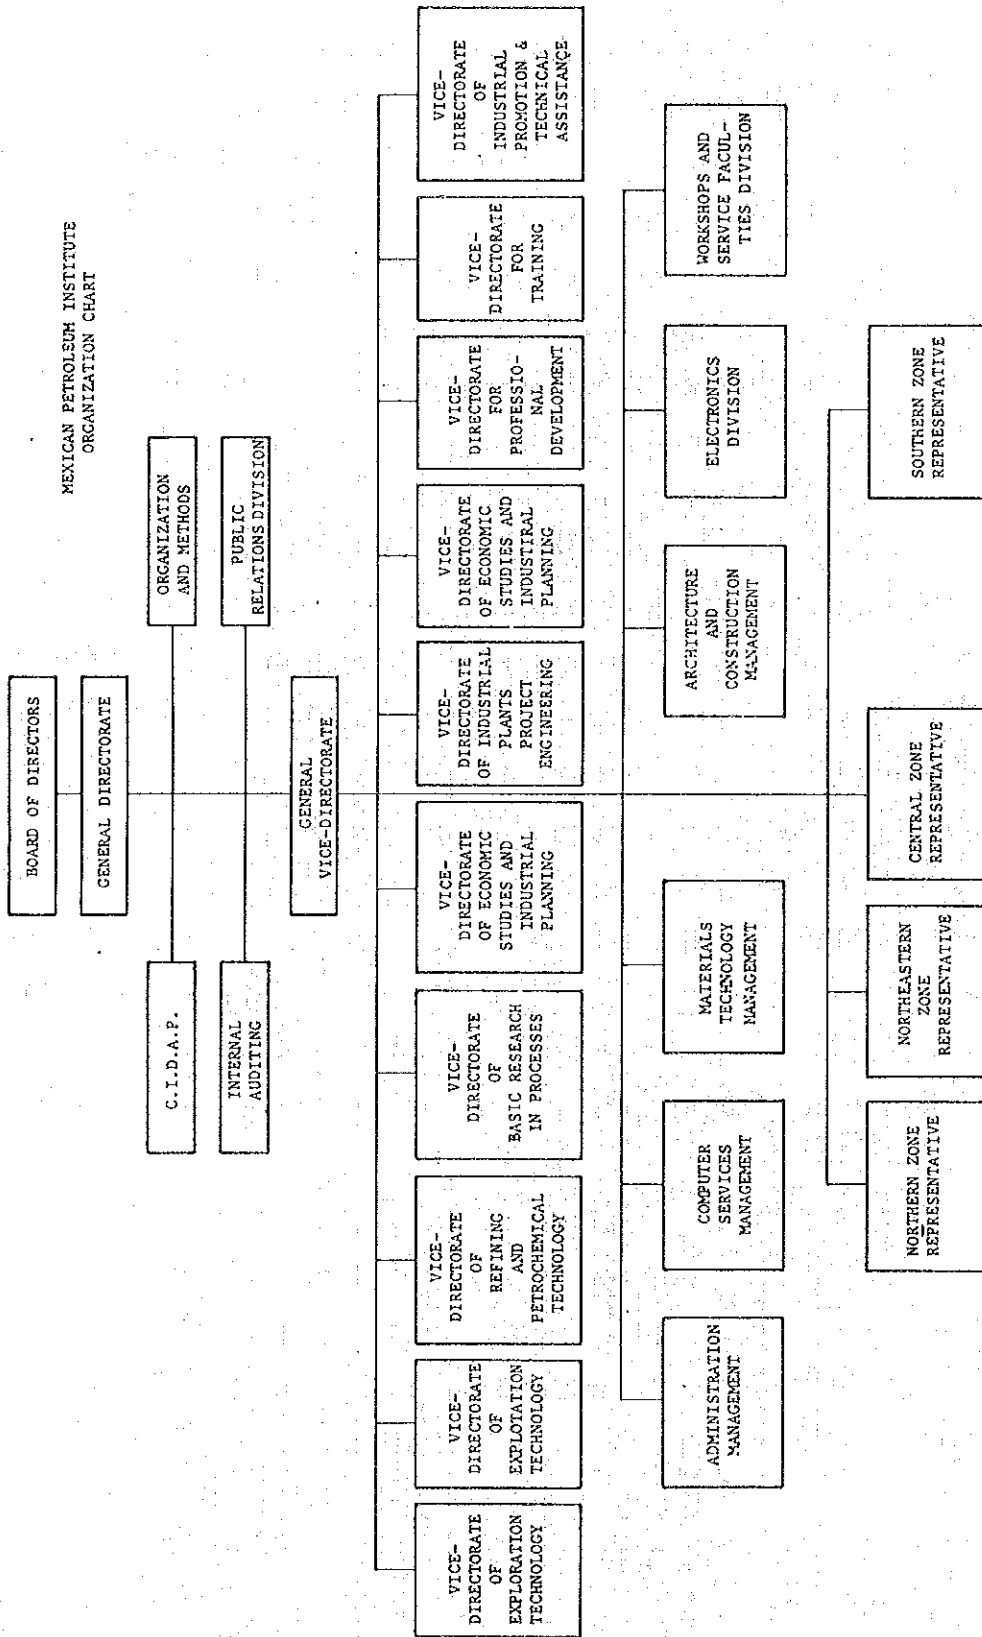 MEXICAN PETROLEUM INSTITUTE
ORGANIZATION CHART
BOARD OF DIRECTORS
GENERAL DIRECTORATE
C.I.D.A.P.
ORGANIZATION
AND METHODS
INTERNAL
AUDITING
PUBLIC
RELATIONS DIVISION
GENERAL
VICE-DIRECTORATE
VICE-
DIRECTORATE
OF
EXPLORATION
TECHNOLOGY
VICE-
DIRECTORATE
OF
EXPLOTATION
TECHNOLOGY
VICE-
DIRECTORATE
OF
REFINING
AND
PETROCHEMICAL
TECHNOLOGY
VICE-
DIRECTORATE
OF
BASIC RESEARCH
IN PROCESSES
VICE-
DIRECTORATE
OF ECONOMIC
STUDIES AND
INDUSTRIAL
PLANNING
VICE-
DIRECTORATE
OF INDUSTRIAL
PLANTS
PROJECT
ENGINEERING
VICE-
DIRECTORATE
OF ECONOMIC
STUDIES AND
INDUSTIRAL
PLANNING
VICE-
DIRECTORATE
FOR
PROFESSIO-
NAL
DEVELOPMENT
VICE-
DIRECTORATE
FOR
TRAINING
VICE-
DIRECTORATE
OF
INDUSTRIAL
PROMOTION &
TECHNICAL
ASSISTANCE
ADMINISTRATION
MANAGEMENT
COMPUTER
SERVICES
MANAGEMENT
MATERIALS
TECHNOLOGY
MANAGEMENT
ARCHITECTURE
AND
CONSTRUCTION
MANAGEMENT
ELECTRONICS
DIVISION
WORKSHOPS AND
SERVICE FACUL-
TIES DIVISION
NORTHERN ZONE
REPRESENTATIVE
NORTHEASTERN
ZONE
REPRESENTATIVE
CENTRAL ZONE
REPRESENTATIVE
SOUTHERN ZONE
REPRESENTATIVE